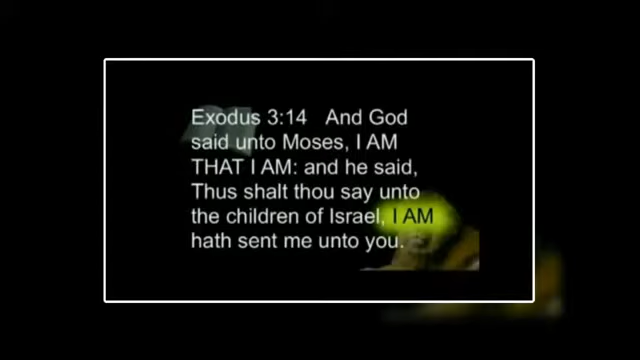 Exodus 3:14 And God
said unto Moses, I AM
THAT I AM: and he said,
Thus shalt thou say unto
the children of Israel, I AM
hath sent me unto you.